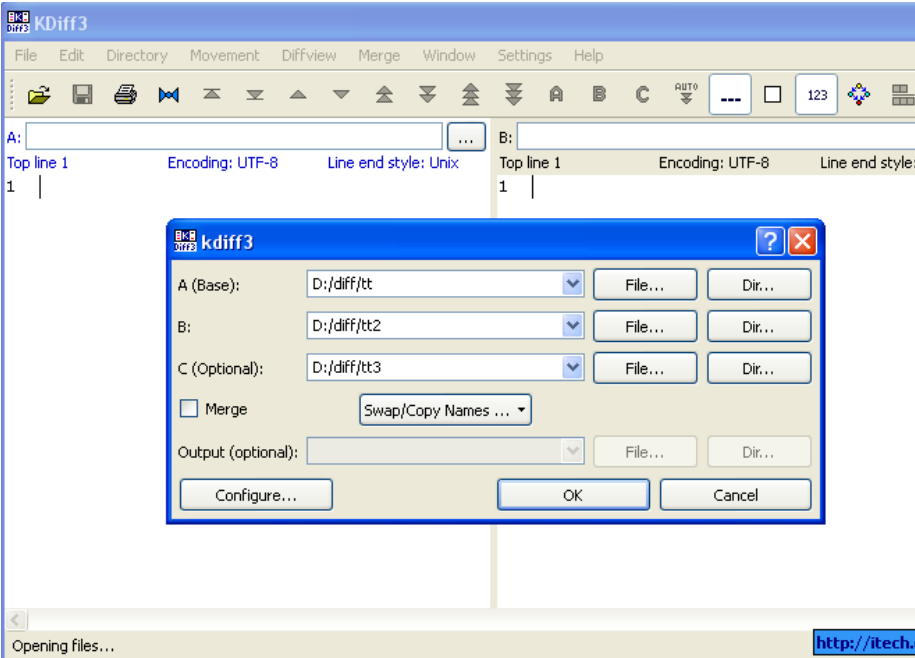 KDiff3
File Edit Directory Movement Diffview Merge Window Settings Help
A B C AUTO 123
A: ... B:
Top line 1 Encoding: UTF-8 Line end style: Unix Top line 1 Encoding: UTF-8 Line end style:
1 1
kdiff3
A (Base): D:/diff/tt File... Dir...
B: D:/diff/tt2 File... Dir...
C (Optional): D:/diff/tt3 File... Dir...
Merge Swap/Copy Names ...
Output (optional): File... Dir...
Configure... OK Cancel
Opening files... http://itech.